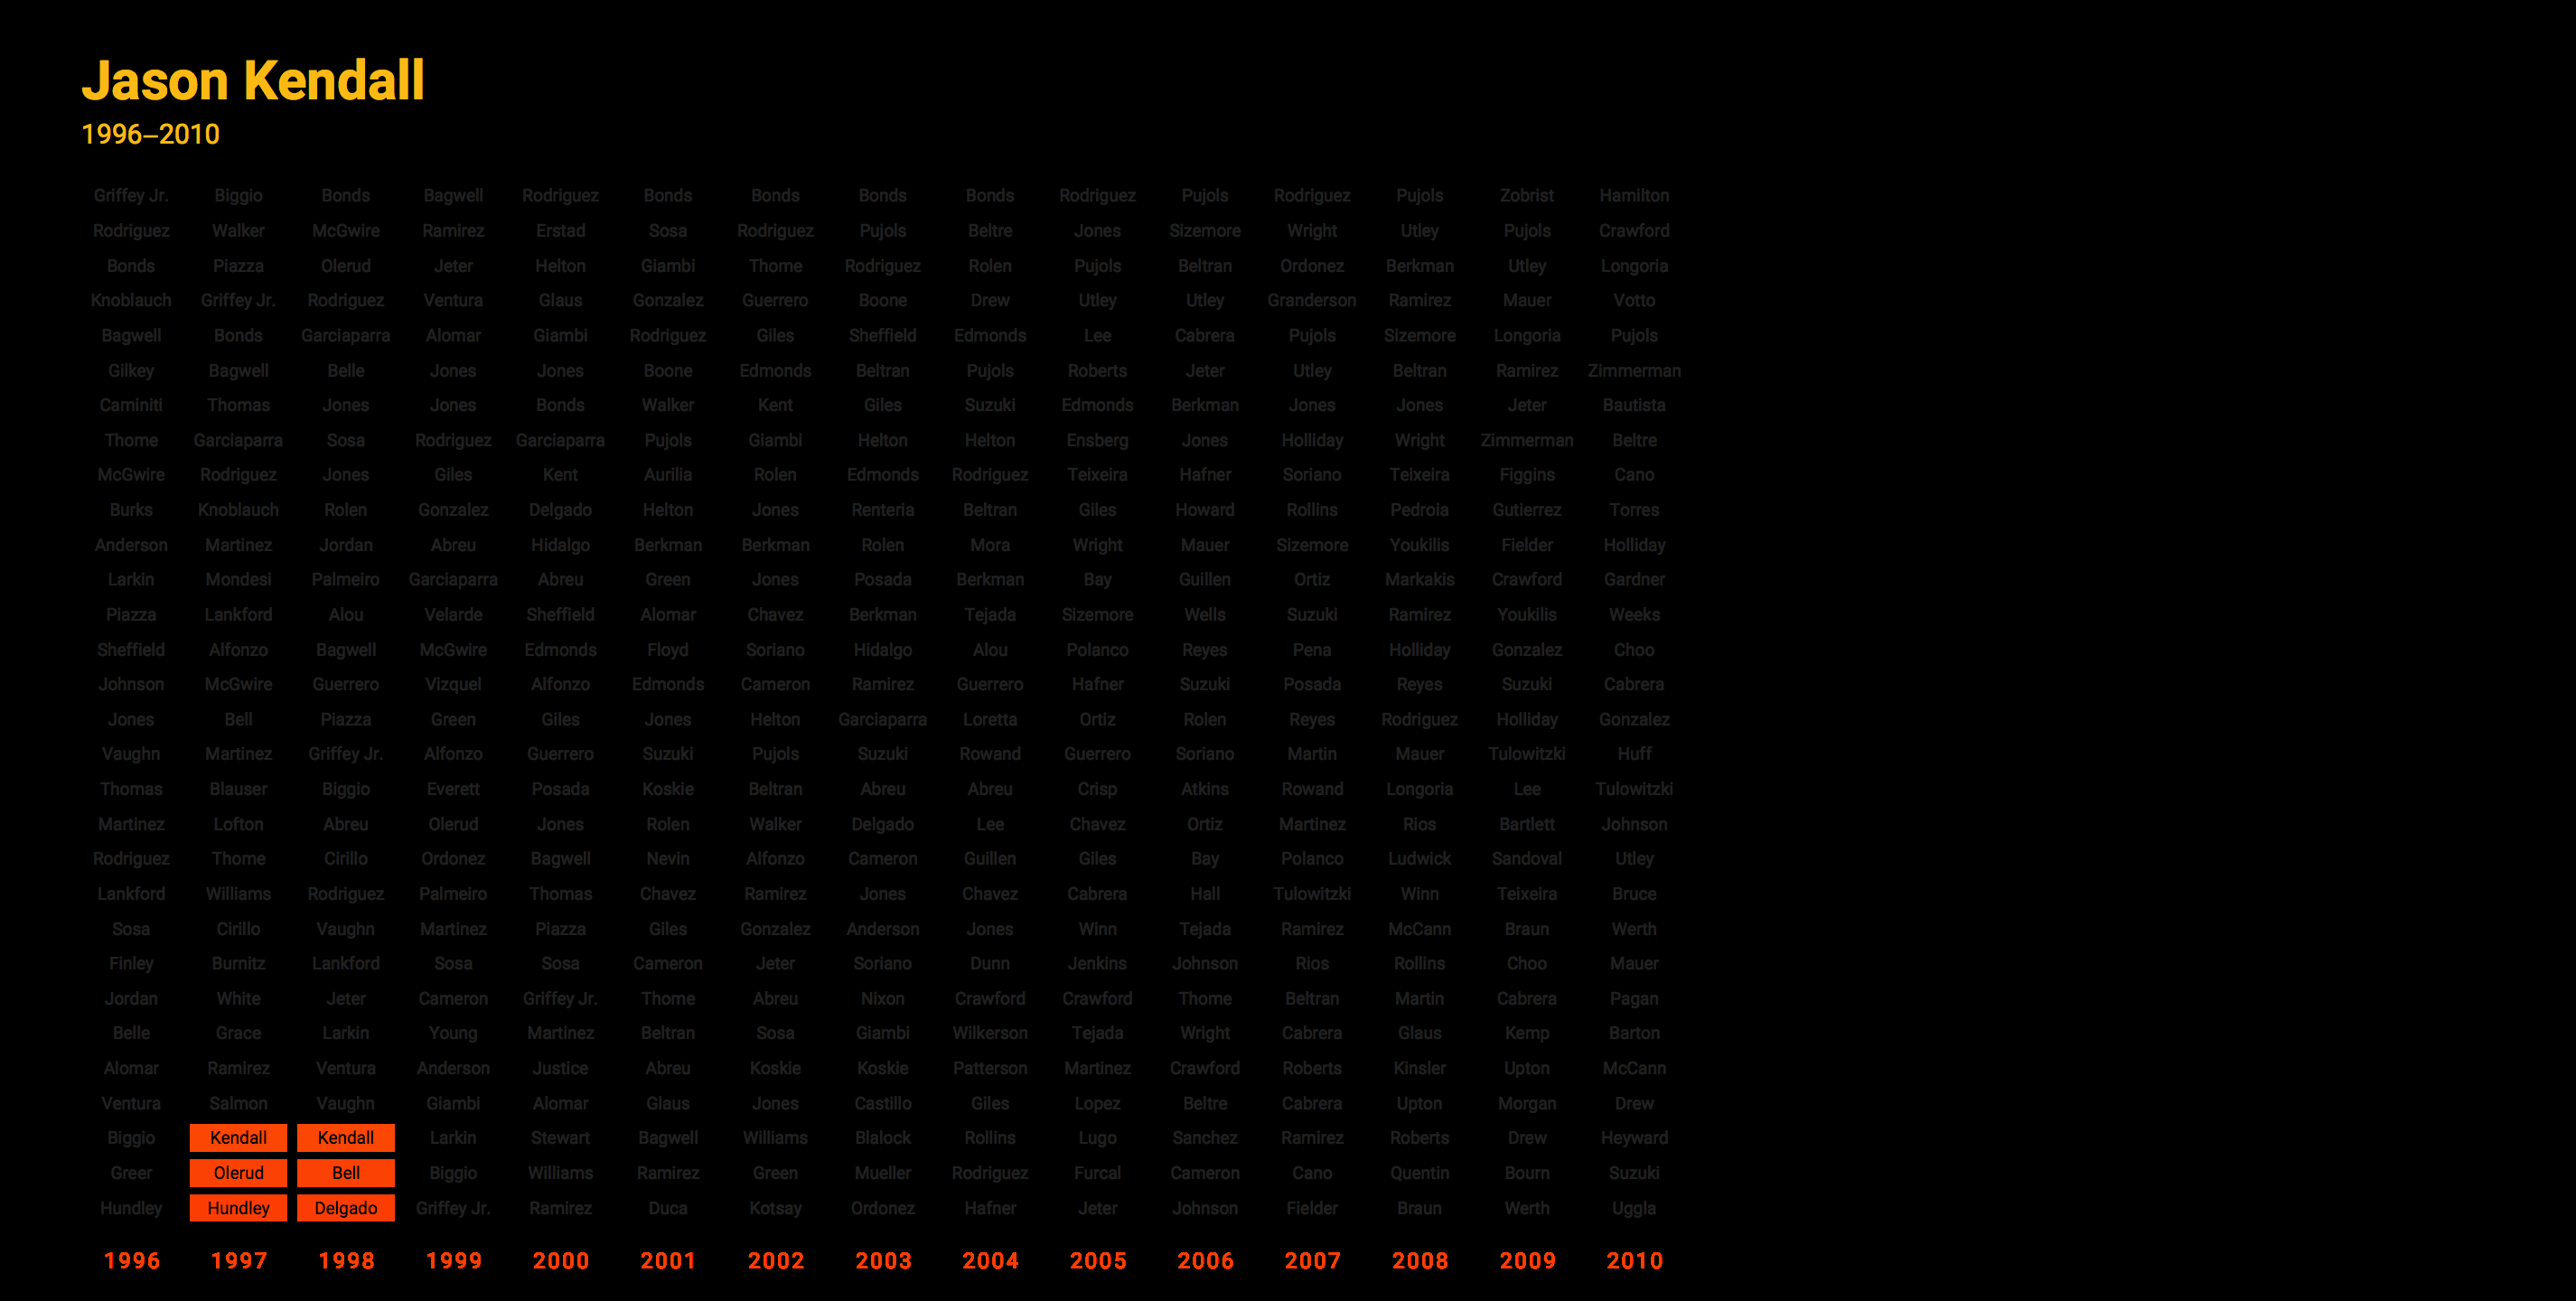 Jason Kendall
1996–2010
Griffey Jr. Biggio Bonds Bagwell Rodriguez Bonds Bonds Bonds Bonds Rodriguez Pujols Rodriguez Pujols Zobrist Hamilton
Rodriguez Walker McGwire Ramirez Erstad Sosa Rodriguez Pujols Beltre Jones Sizemore Wright Utley Pujols Crawford
Bonds Piazza Olerud Jeter Helton Giambi Thome Rodriguez Rolen Pujols Beltran Ordonez Berkman Utley Longoria
Knoblauch Griffey Jr. Rodriguez Ventura Glaus Gonzalez Guerrero Boone Drew Utley Utley Granderson Ramirez Mauer Votto
Bagwell Bonds Garciaparra Alomar Giambi Rodriguez Giles Sheffield Edmonds Lee Cabrera Pujols Sizemore Longoria Pujols
Gilkey Bagwell Belle Jones Jones Boone Edmonds Beltran Pujols Roberts Jeter Utley Beltran Ramirez Zimmerman
Caminiti Thomas Jones Jones Bonds Walker Kent Giles Suzuki Edmonds Berkman Jones Jones Jeter Bautista
Thome Garciaparra Sosa Rodriguez Garciaparra Pujols Giambi Helton Helton Ensberg Jones Holliday Wright Zimmerman Beltre
McGwire Rodriguez Jones Giles Kent Aurilia Rolen Edmonds Rodriguez Teixeira Hafner Soriano Teixeira Figgins Cano
Burks Knoblauch Rolen Gonzalez Delgado Helton Jones Renteria Beltran Giles Howard Rollins Pedroia Gutierrez Torres
Anderson Martinez Jordan Abreu Hidalgo Berkman Berkman Rolen Mora Wright Mauer Sizemore Youkilis Fielder Holliday
Larkin Mondesi Palmeiro Garciaparra Abreu Green Jones Posada Berkman Bay Guillen Ortiz Markakis Crawford Gardner
Piazza Lankford Alou Velarde Sheffield Alomar Chavez Berkman Tejada Sizemore Wells Suzuki Ramirez Youkilis Weeks
Sheffield Alfonzo Bagwell McGwire Edmonds Floyd Soriano Hidalgo Alou Polanco Reyes Pena Holliday Gonzalez Choo
Johnson McGwire Guerrero Vizquel Alfonzo Edmonds Cameron Ramirez Guerrero Hafner Suzuki Posada Reyes Suzuki Cabrera
Jones Bell Piazza Green Giles Jones Helton Garciaparra Loretta Ortiz Rolen Reyes Rodriguez Holliday Gonzalez
Vaughn Martinez Griffey Jr. Alfonzo Guerrero Suzuki Pujols Suzuki Rowand Guerrero Soriano Martin Mauer Tulowitzki Huff
Thomas Blauser Biggio Everett Posada Koskie Beltran Abreu Abreu Crisp Atkins Rowand Longoria Lee Tulowitzki
Martinez Lofton Abreu Olerud Jones Rolen Walker Delgado Lee Chavez Ortiz Martinez Rios Bartlett Johnson
Rodriguez Thome Cirillo Ordonez Bagwell Nevin Alfonzo Cameron Guillen Giles Bay Polanco Ludwick Sandoval Utley
Lankford Williams Rodriguez Palmeiro Thomas Chavez Ramirez Jones Chavez Cabrera Hall Tulowitzki Winn Teixeira Bruce
Sosa Cirillo Vaughn Martinez Piazza Giles Gonzalez Anderson Jones Winn Tejada Ramirez McCann Braun Werth
Finley Burnitz Lankford Sosa Sosa Cameron Jeter Soriano Dunn Jenkins Johnson Rios Rollins Choo Mauer
Jordan White Jeter Cameron Griffey Jr. Thome Abreu Nixon Crawford Crawford Thome Beltran Martin Cabrera Pagan
Belle Grace Larkin Young Martinez Beltran Sosa Giambi Wilkerson Tejada Wright Cabrera Glaus Kemp Barton
Alomar Ramirez Ventura Anderson Justice Abreu Koskie Koskie Patterson Martinez Crawford Roberts Kinsler Upton McCann
Ventura Salmon Vaughn Giambi Alomar Glaus Jones Castillo Giles Lopez Beltre Cabrera Upton Morgan Drew
Biggio Kendall Kendall Larkin Stewart Bagwell Williams Blalock Rollins Lugo Sanchez Ramirez Roberts Drew Heyward
Greer Olerud Bell Biggio Williams Ramirez Green Mueller Rodriguez Furcal Cameron Cano Quentin Bourn Suzuki
Hundley Hundley Delgado Griffey Jr. Ramirez Duca Kotsay Ordonez Hafner Jeter Johnson Fielder Braun Werth Uggla
1996 1997 1998 1999 2000 2001 2002 2003 2004 2005 2006 2007 2008 2009 2010